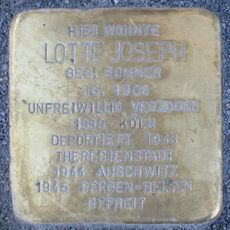 HIER WOHNTE
LOTTE JOSEPH
GEB. SOMMER
JG. 1908
UNFREIWILLIG VERZOGEN
KÖLN
DEPORTIERT 1943
THERESIENSTADT
1944 AUSCHWITZ
1945 BERGEN-BELSEN
BEFREIT